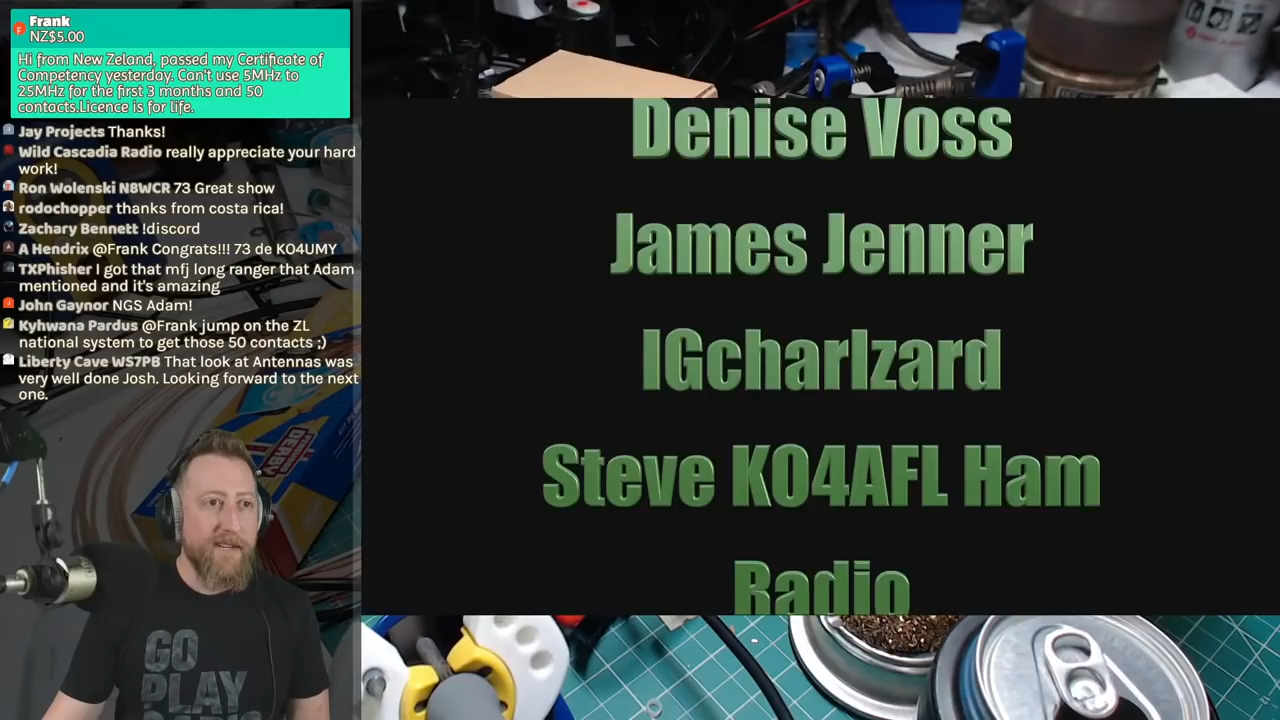 Frank
NZ$5.00
Hi from New Zeland, passed my Certificate of
Competency yesterday. Can't use 5MHz to
25MHz for the first 3 months and 50
contacts.Licence is for life.
Jay Projects Thanks!
Wild Cascadia Radio really appreciate your hard
work!
Ron Wolenski N8WCR 73 Great show
rodochopper thanks from costa rica!
Zachary Bennett !discord
A Hendrix @Frank Congrats!!! 73 de KO4UMY
TXPhisher I got that mfj long ranger that Adam
mentioned and it's amazing
John Gaynor NGS Adam!
Kyhwana Pardus @Frank jump on the ZL
national system to get those 50 contacts ;)
Liberty Cave WS7PB That look at Antennas was
very well done Josh. Looking forward to the next
one.
Denise Voss
James Jenner
IGcharIzard
Steve KO4AFL Ham
Radio
GO
PLAY